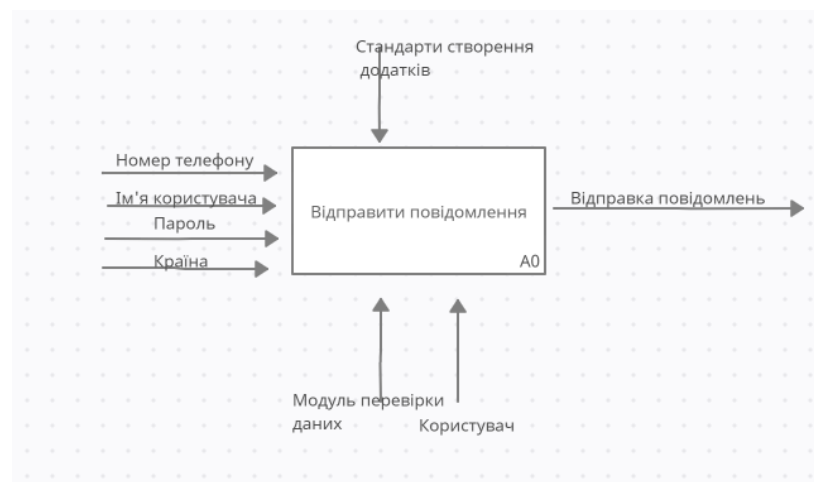 Стандарти створення
додатків
Номер телефону
Ім'я користувача
Пароль
Країна
Відправити повідомлення
A0
Відправка повідомлень
Модуль перевірки
даних
Користувач